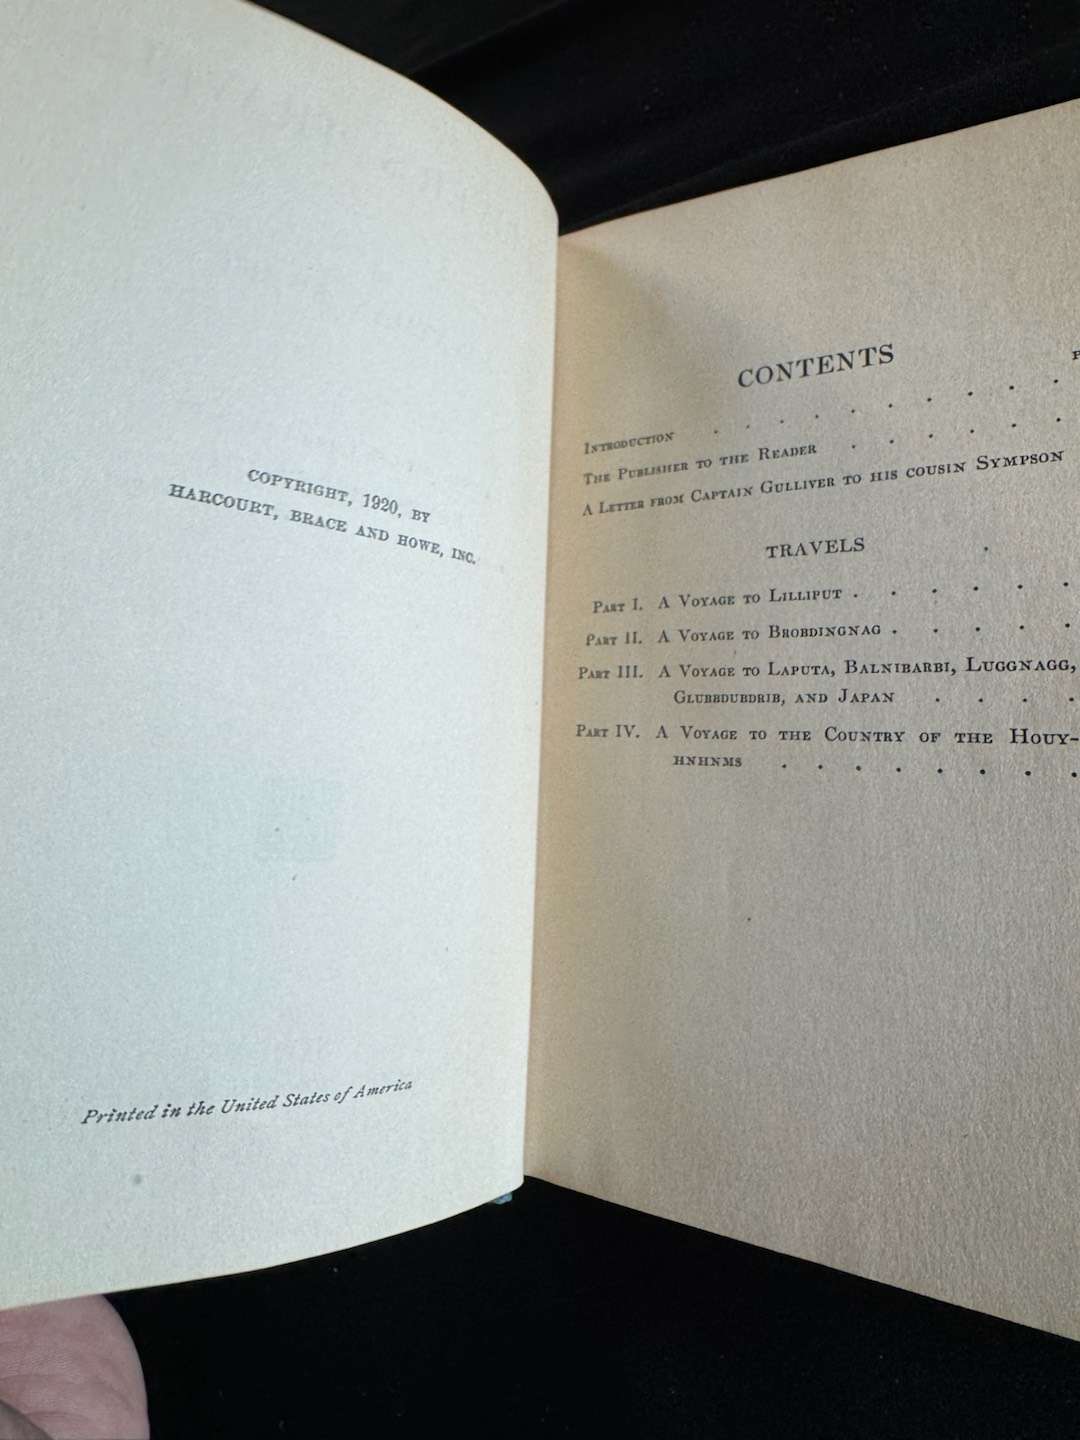 COPYRIGHT, 1920, BY
HARCOURT, BRACE AND HOWE, INC.
Printed in the United States of America
CONTENTS
INTRODUCTION . . . . . . . . . .
THE PUBLISHER TO THE READER . . . . . .
A LETTER FROM CAPTAIN GULLIVER TO HIS COUSIN SYMPSON
TRAVELS
PART I. A VOYAGE TO LILLIPUT . . . . . .
PART II. A VOYAGE TO BROBDINGNAG . . . . .
PART III. A VOYAGE TO LAPUTA, BALNIBARBI, LUGGNAGG,
GLUBBDUBDRIB, AND JAPAN . . . .
PART IV. A VOYAGE TO THE COUNTRY OF THE HOUY-
HNHNMS . . . . . . . .